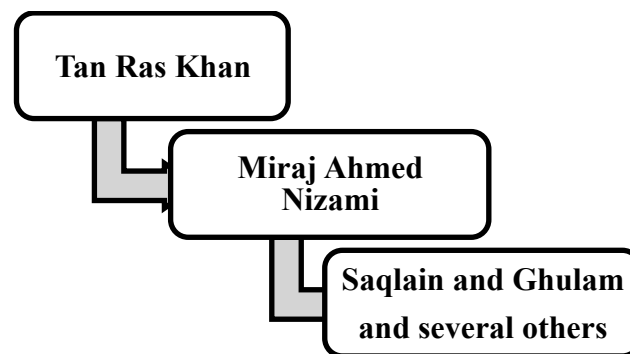 Tan Ras Khan
Miraj Ahmed
Nizami
Saqlain and Ghulam
and several others